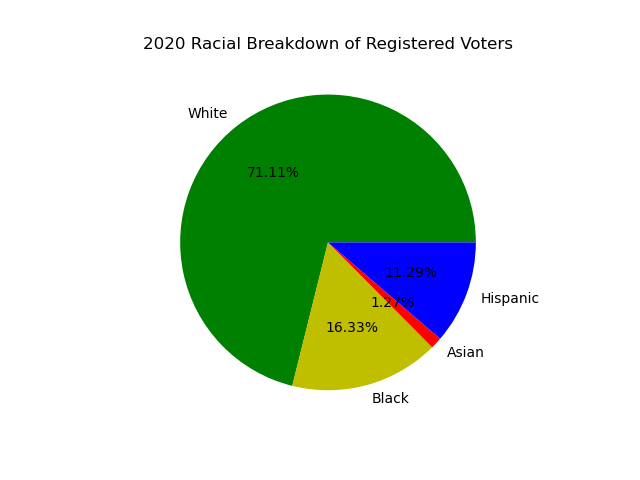 2020 Racial Breakdown of Registered Voters
White
71.11%
11.29%
Hispanic
1.27%
16.33%
Asian
Black